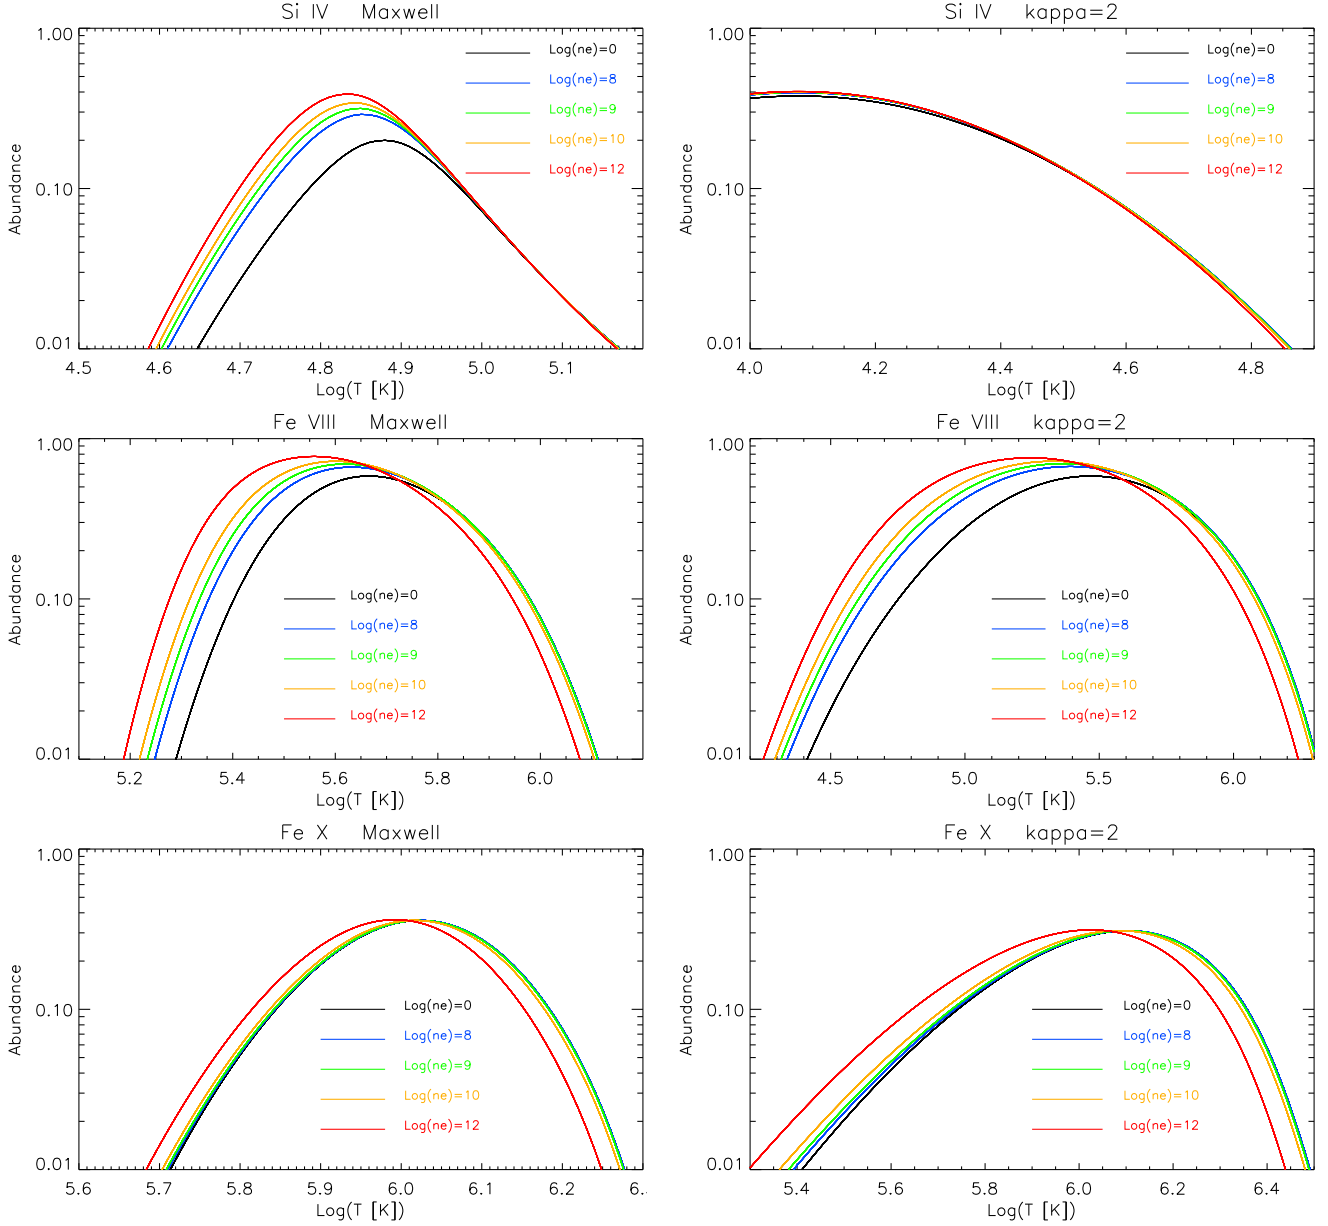 Si IV Maxwell
1.00
0.10
0.01
Abundance
Log(ne)=0
Log(ne)=8
Log(ne)=9
Log(ne)=10
Log(ne)=12
4.5 4.6 4.7 4.8 4.9 5.0 5.1
Log(T [K])
Si IV kappa=2
1.00
0.10
0.01
Abundance
Log(ne)=0
Log(ne)=8
Log(ne)=9
Log(ne)=10
Log(ne)=12
4.0 4.2 4.4 4.6 4.8
Log(T [K])
Fe VIII Maxwell
1.00
0.10
0.01
Abundance
Log(ne)=0
Log(ne)=8
Log(ne)=9
Log(ne)=10
Log(ne)=12
5.2 5.4 5.6 5.8 6.0
Log(T [K])
Fe VIII kappa=2
1.00
0.10
0.01
Abundance
Log(ne)=0
Log(ne)=8
Log(ne)=9
Log(ne)=10
Log(ne)=12
4.5 5.0 5.5 6.0
Log(T [K])
Fe X Maxwell
1.00
0.10
0.01
Abundance
Log(ne)=0
Log(ne)=8
Log(ne)=9
Log(ne)=10
Log(ne)=12
5.6 5.7 5.8 5.9 6.0 6.1 6.2 6.
Log(T [K])
Fe X kappa=2
1.00
0.10
0.01
Abundance
Log(ne)=0
Log(ne)=8
Log(ne)=9
Log(ne)=10
Log(ne)=12
5.4 5.6 5.8 6.0 6.2 6.4
Log(T [K])